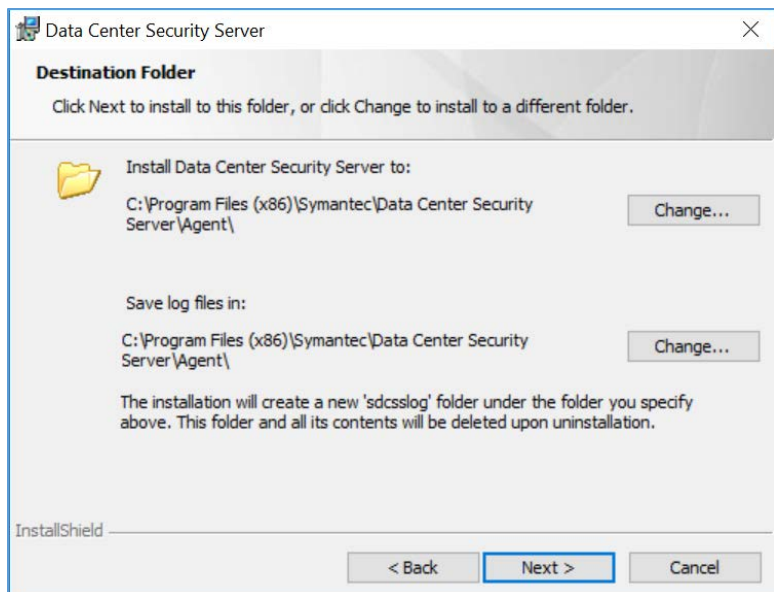 Data Center Security Server
Destination Folder
Click Next to install to this folder, or click Change to install to a different folder.
Install Data Center Security Server to:
C:\Program Files (x86)\Symantec\Data Center Security
Server\Agent\
Change...
Save log files in:
C:\Program Files (x86)\Symantec\Data Center Security
Server\Agent\
Change...
The installation will create a new 'sdcsslog' folder under the folder you specify
above. This folder and all its contents will be deleted upon uninstallation.
InstallShield
< Back
Next >
Cancel